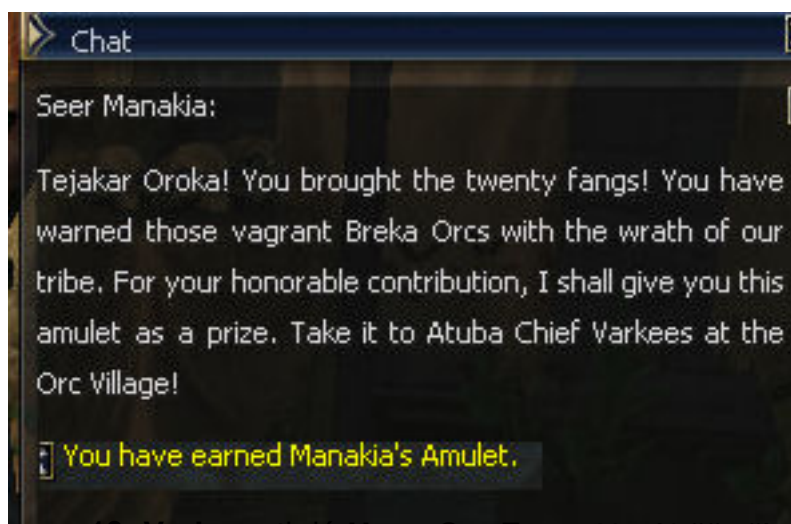 Chat
Seer Manakia:
Tejakar Oroka! You brought the twenty fangs! You have
warned those vagrant Breka Orcs with the wrath of our
tribe. For your honorable contribution, I shall give you this
amulet as a prize. Take it to Atuba Chief Varkees at the
Orc Village!
You have earned Manakia's Amulet.